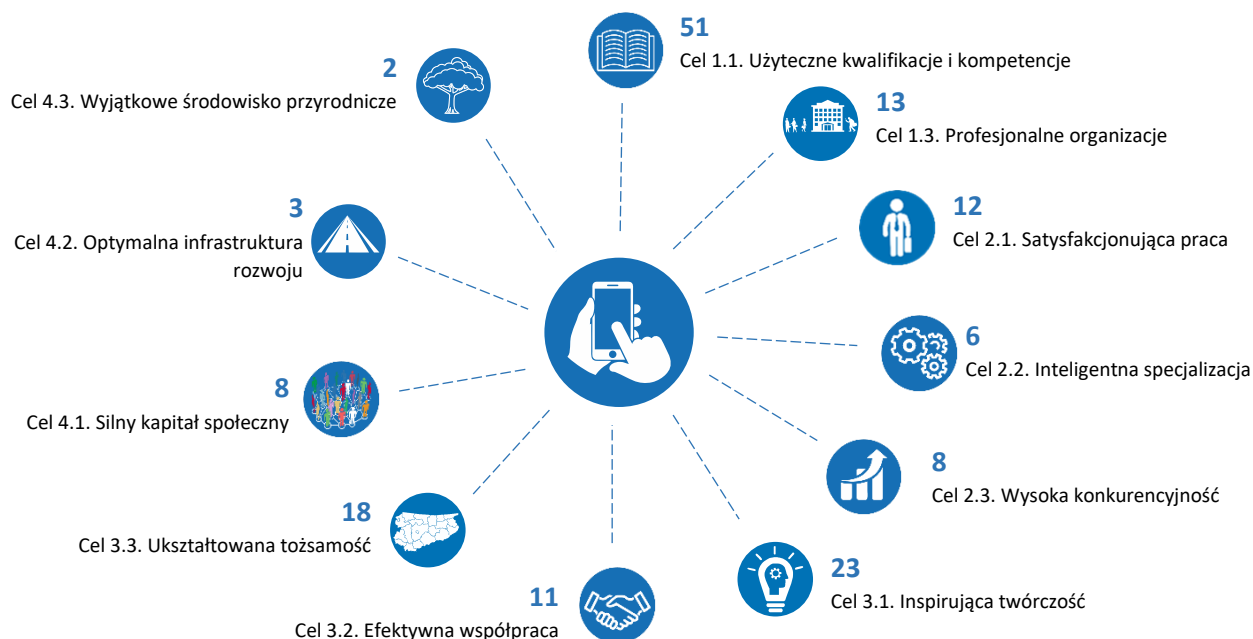 51
Cel 1.1. Użyteczne kwalifikacje i kompetencje
13
Cel 1.3. Profesjonalne organizacje
12
Cel 2.1. Satysfakcjonująca praca
6
Cel 2.2. Inteligentna specjalizacja
8
Cel 2.3. Wysoka konkurencyjność
23
Cel 3.1. Inspirująca twórczość
11
Cel 3.2. Efektywna współpraca
18
Cel 3.3. Ukształtowana tożsamość
8
Cel 4.1. Silny kapitał społeczny
3
Cel 4.2. Optymalna infrastruktura
rozwoju
2
Cel 4.3. Wyjątkowe środowisko przyrodnicze